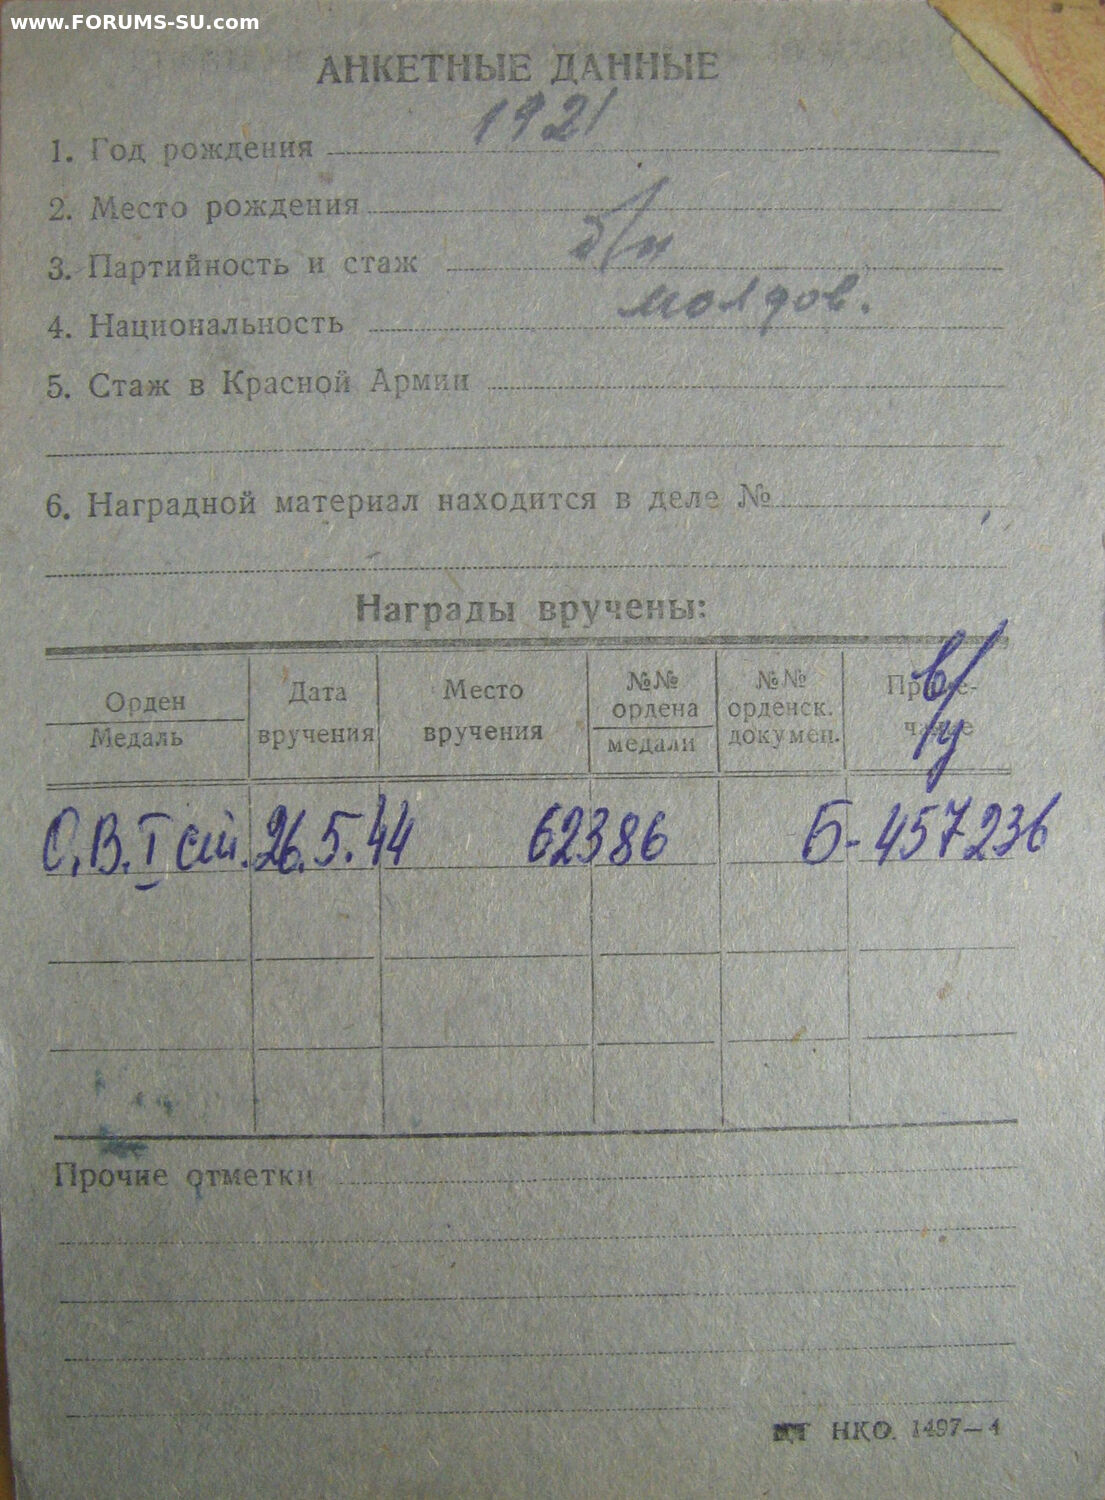 www.FORUMS-SU.com
АНКЕТНЫЕ ДАННЫЕ
1. Год рождения 1921
2. Место рождения
3. Партийность и стаж б/п
4. Национальность молдов.
5. Стаж в Красной Армии
6. Наградной материал находится в деле №
Награды вручены:
Орден
Медаль
Дата
вручения
Место
вручения
№№
ордена
медали
№№
орденск.
докумен.
Приме-
чание
в/у
О.В. I ст. 26.5.44 62386 Б-457236
Прочие отметки
НКО. 1497—4